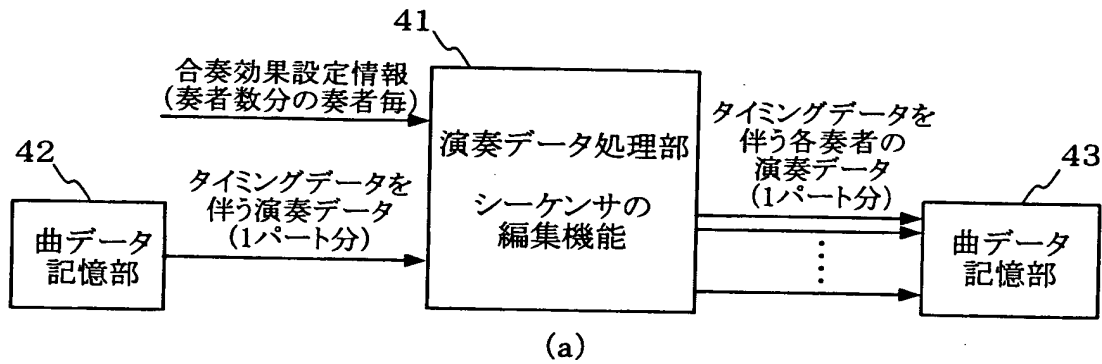 41
合奏効果設定情報
(奏者数分の奏者毎)
42
タイミングデータを
伴う演奏データ
(1パート分)
曲データ
記憶部
演奏データ処理部
シーケンサの
編集機能
タイミングデータを
伴う各奏者の
演奏データ
(1パート分)
43
曲データ
記憶部
(a)